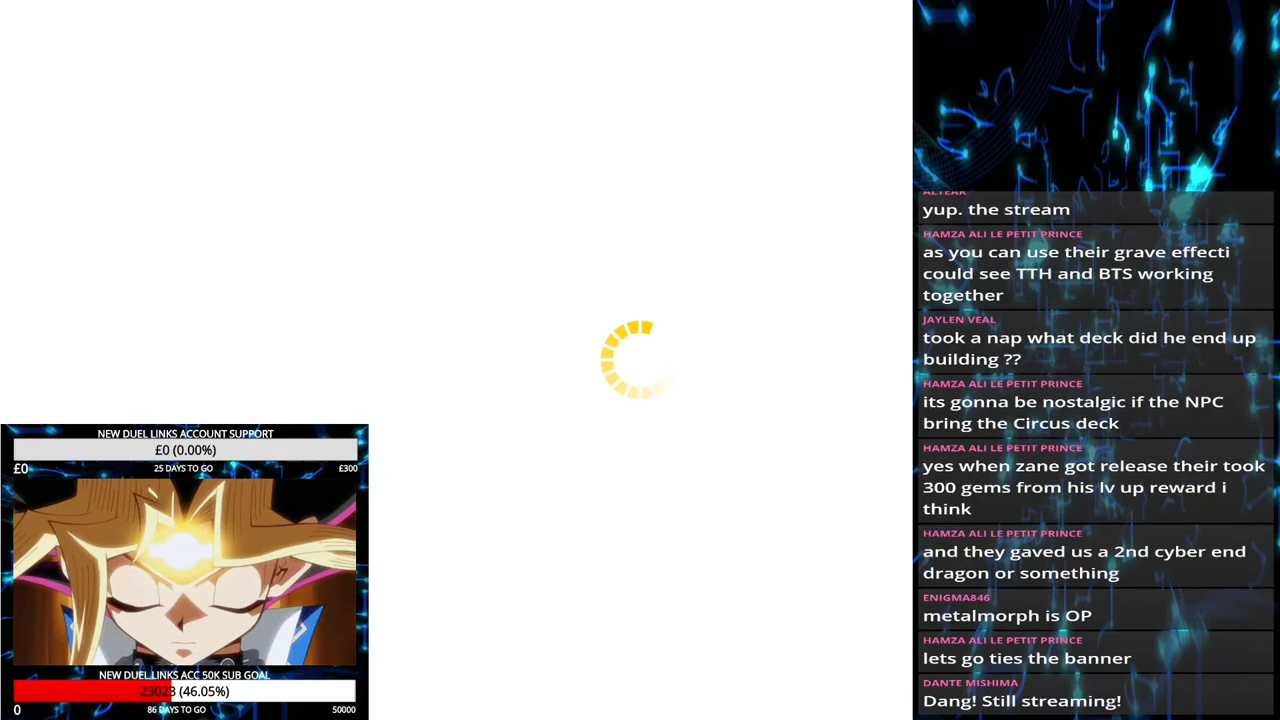 ALTEAR
yup. the stream
HAMZA ALI LE PETIT PRINCE
as you can use their grave effecti
could see TTH and BTS working
together
JAYLEN VEAL
took a nap what deck did he end up
building ??
HAMZA ALI LE PETIT PRINCE
its gonna be nostalgic if the NPC
bring the Circus deck
HAMZA ALI LE PETIT PRINCE
yes when zane got release their took
300 gems from his lv up reward i
think
HAMZA ALI LE PETIT PRINCE
and they gaved us a 2nd cyber end
dragon or something
ENIGMA846
metalmorph is OP
HAMZA ALI LE PETIT PRINCE
lets go ties the banner
DANTE MISHIMA
Dang! Still streaming!
NEW DUEL LINKS ACCOUNT SUPPORT
£0 (0.00%)
£0 25 DAYS TO GO £300
NEW DUEL LINKS ACC 50K SUB GOAL
23023 (46.05%)
0 86 DAYS TO GO 50000